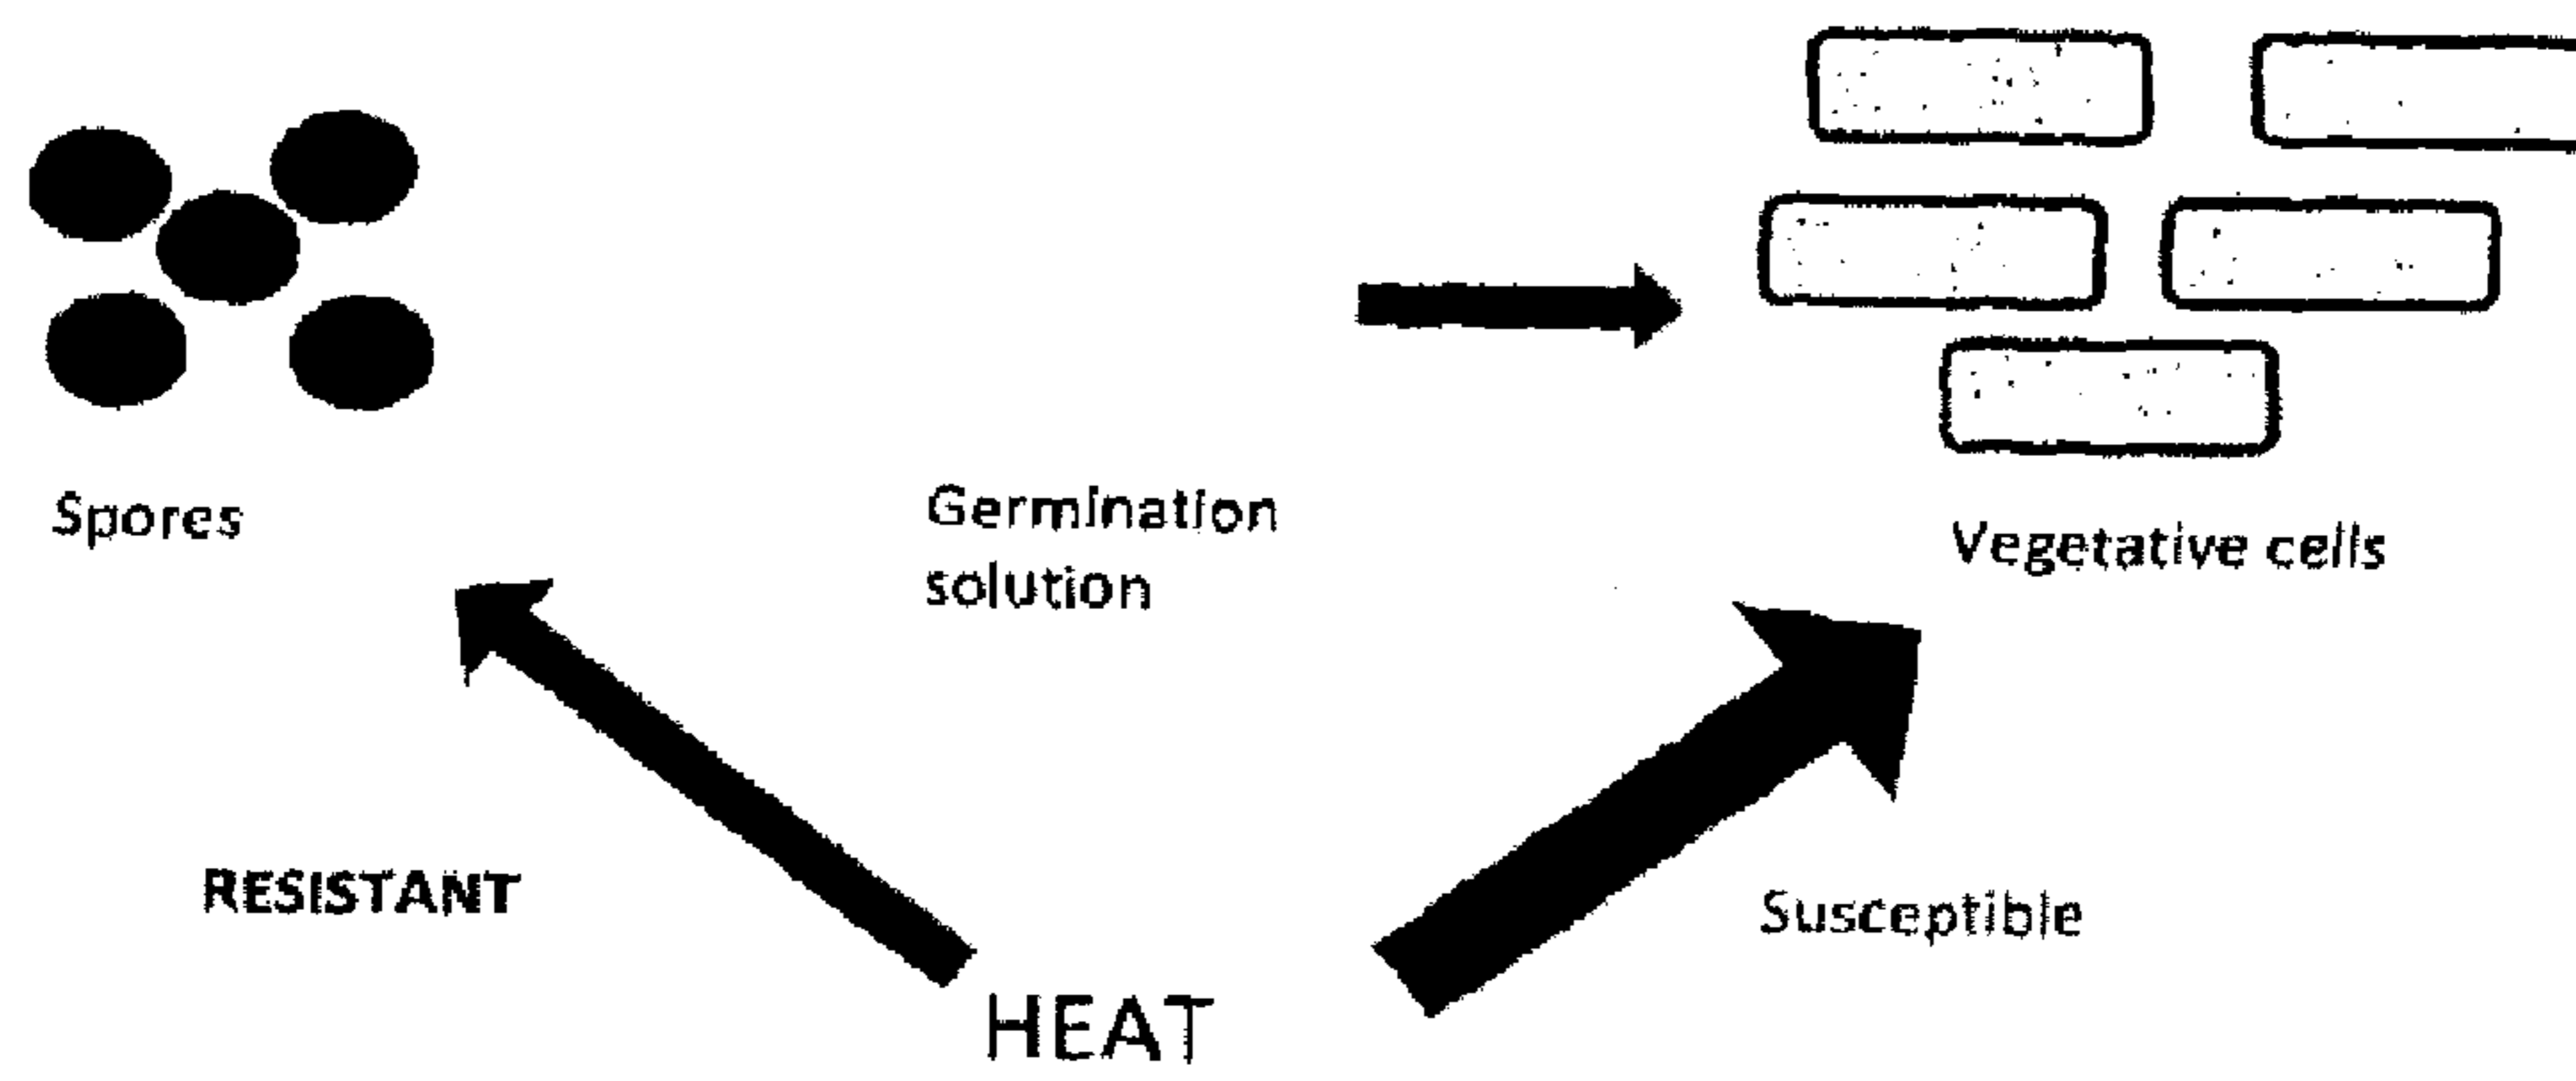 Spores
Germination
solution
Vegetative cells
RESISTANT
Susceptible
HEAT